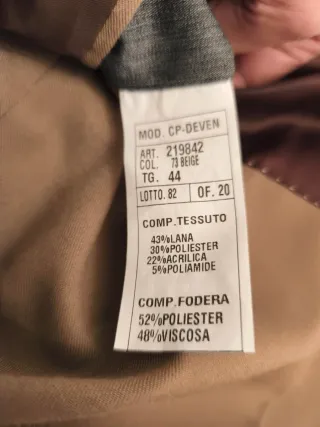 MOD. CP-DEVEN
ART. 219842
COL. 73 BEIGE
TG. 44
LOTTO. 82 OF. 20
COMP.TESSUTO
43%LANA
30%POLIESTER
22%ACRILICA
5%POLIAMIDE
COMP.FODERA
52%POLIESTER
48%VISCOSA